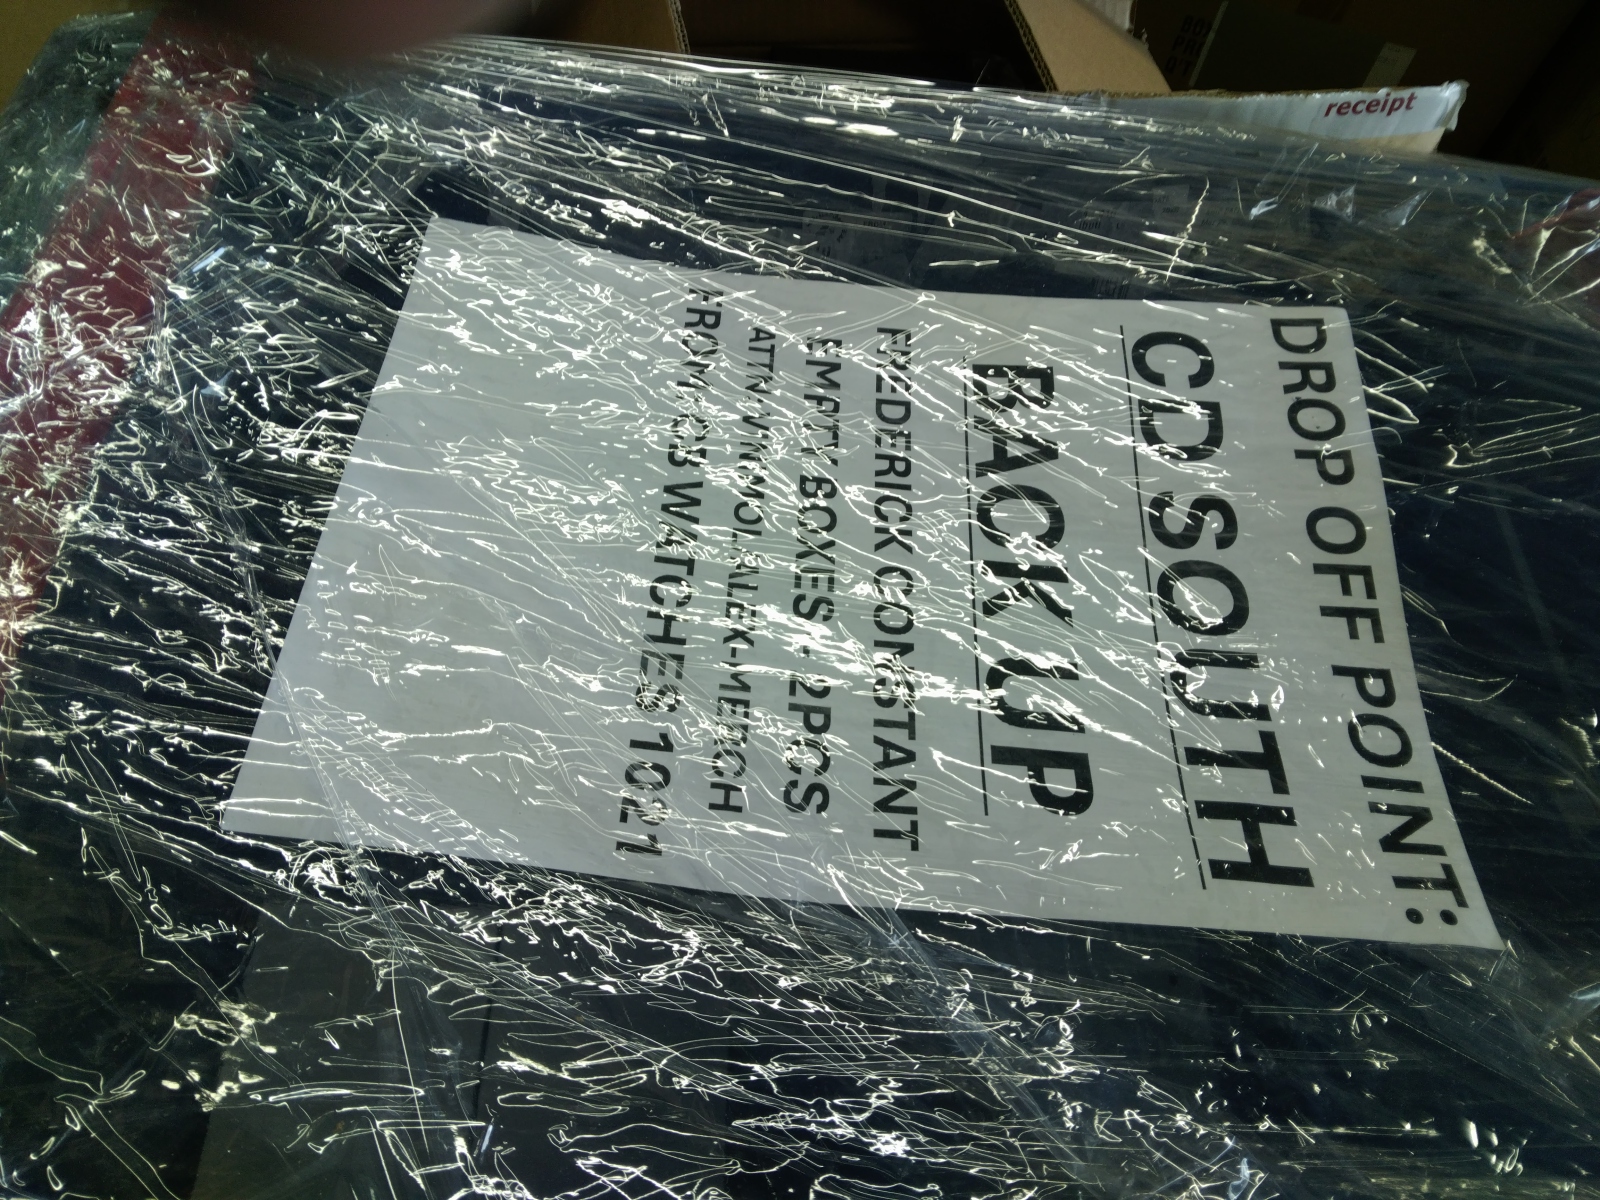 DROP OFF POINT:
CD SOUTH
BACK UP
FREDERICK CONSTANT
EMPTY BOXES - 2PCS
FROM CB WATCHES 1021
receipt